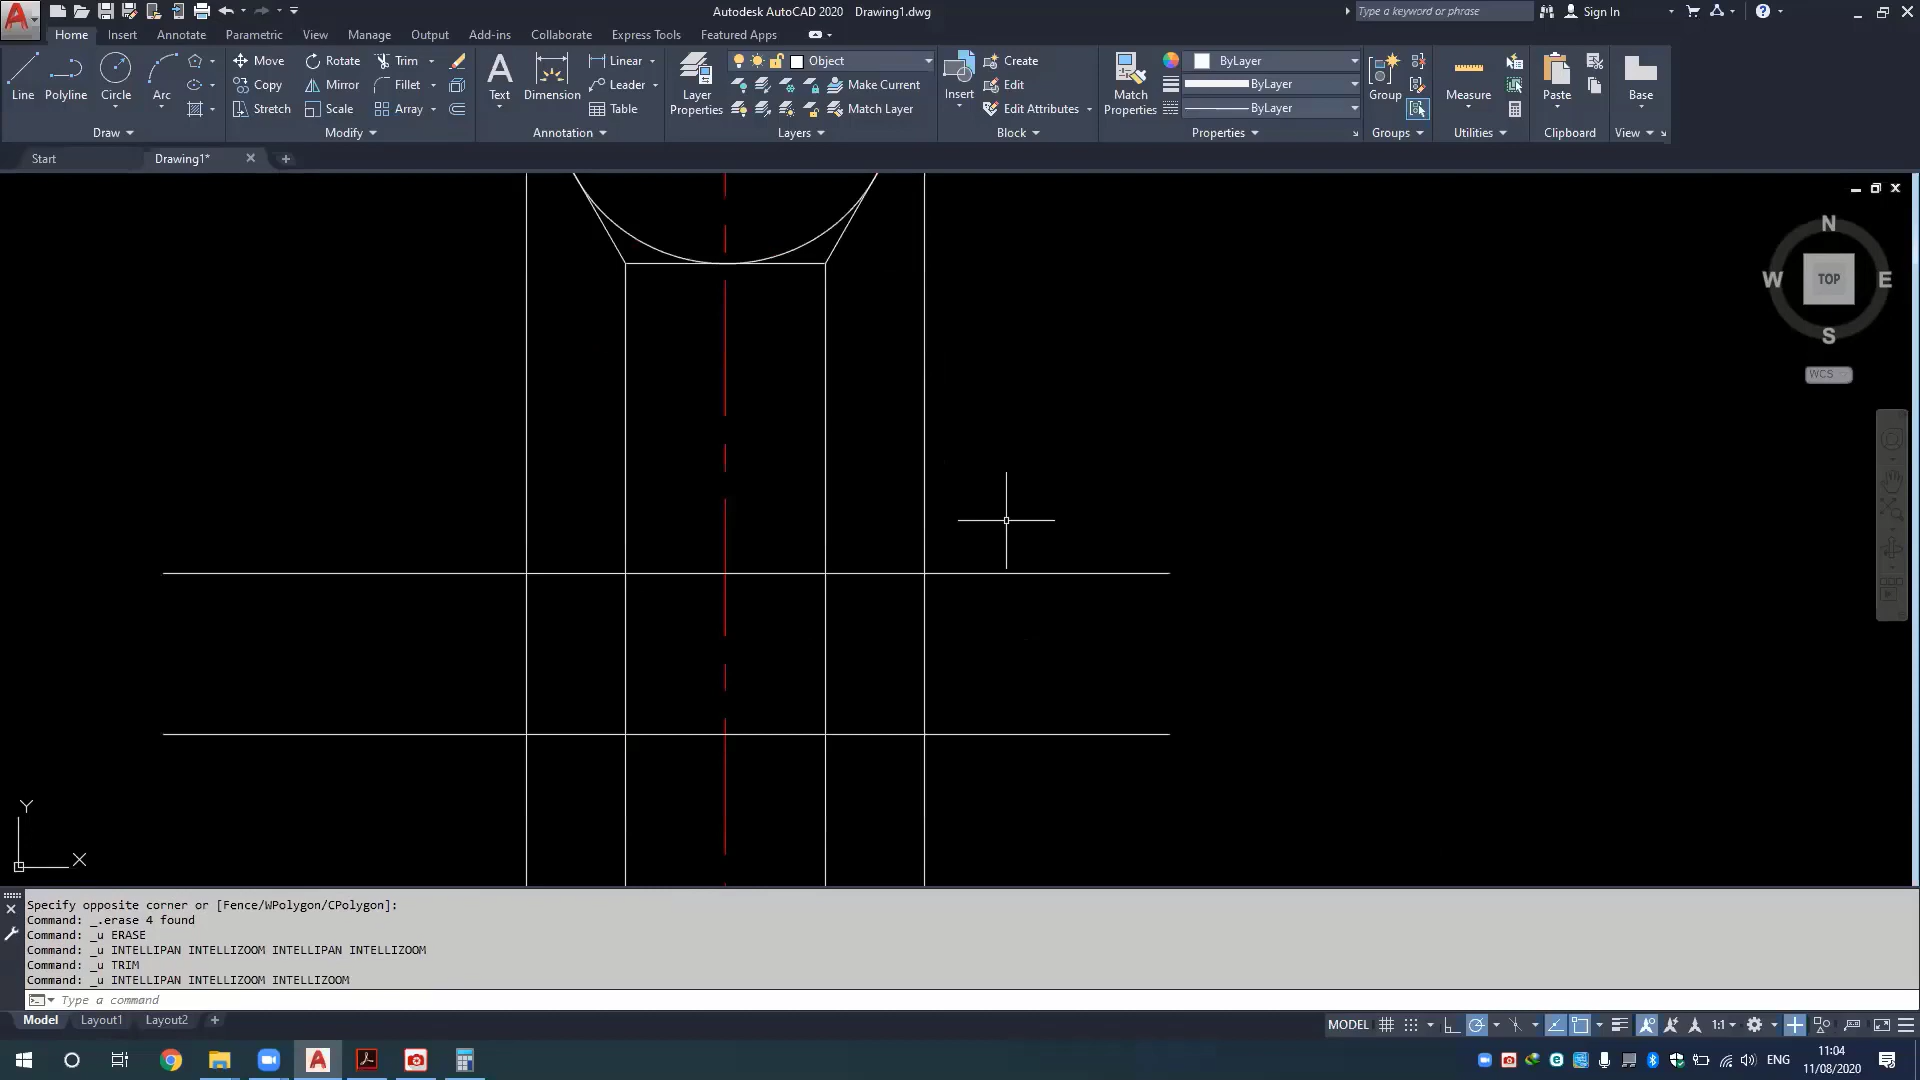 Autodesk AutoCAD 2020 Drawing1.dwg
Type a keyword or phrase
Sign In
Home Insert Annotate Parametric View Manage Output Add-ins Collaborate Express Tools Featured Apps
Line Polyline Circle Arc
Move Rotate Trim
Copy Mirror Fillet
Stretch Scale Array
Text Dimension
Linear
Leader
Table
Layer Properties
Object
Make Current
Match Layer
Insert
Create
Edit
Edit Attributes
Match Properties
ByLayer
ByLayer
ByLayer
Group Measure Paste Base
Draw Modify Annotation Layers Block Properties Groups Utilities Clipboard View
Start Drawing1*
N
W TOP E
S
WCS
Y
X
Specify opposite corner or [Fence/WPolygon/CPolygon]:
Command: _.erase 4 found
Command: _u ERASE
Command: _u INTELLIPAN INTELLIZOOM INTELLIPAN INTELLIZOOM
Command: _u TRIM
Command: _u INTELLIPAN INTELLIZOOM INTELLIZOOM
Type a command
Model Layout1 Layout2
MODEL 1:1
ENG
11:04
11/08/2020